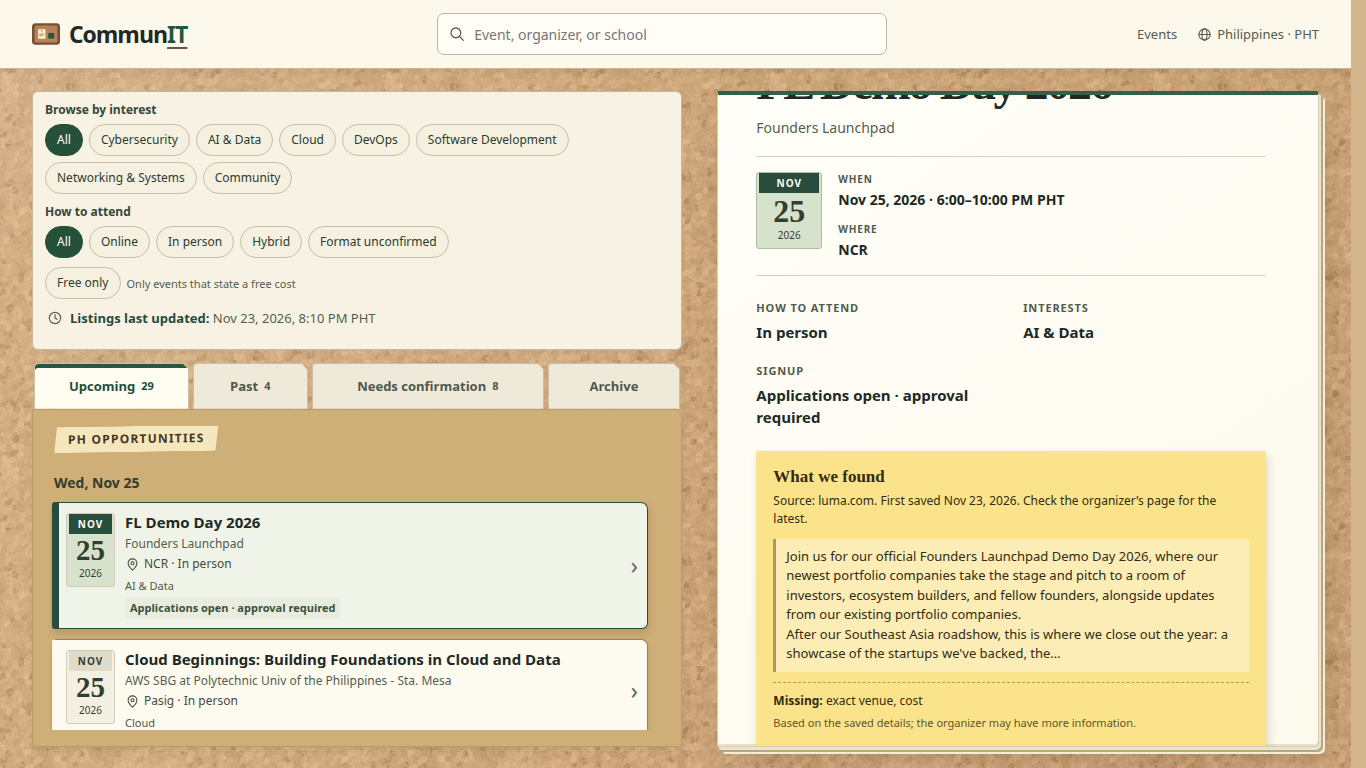 CommunIT
Event, organizer, or school
Events
Philippines · PHT
Browse by interest
All
Cybersecurity
AI & Data
Cloud
DevOps
Software Development
Networking & Systems
Community
How to attend
All
Online
In person
Hybrid
Format unconfirmed
Free only
Only events that state a free cost
Listings last updated: Nov 23, 2026, 8:10 PM PHT
Upcoming 29
Past 4
Needs confirmation 8
Archive
PH OPPORTUNITIES
Wed, Nov 25
NOV
25
2026
FL Demo Day 2026
Founders Launchpad
NCR · In person
AI & Data
Applications open · approval required
NOV
25
2026
Cloud Beginnings: Building Foundations in Cloud and Data
AWS SBG at Polytechnic Univ of the Philippines - Sta. Mesa
Pasig · In person
Cloud
FL Demo Day 2026
Founders Launchpad
NOV
25
2026
WHEN
Nov 25, 2026 · 6:00–10:00 PM PHT
WHERE
NCR
HOW TO ATTEND
In person
INTERESTS
AI & Data
SIGNUP
Applications open · approval
required
What we found
Source: luma.com. First saved Nov 23, 2026. Check the organizer’s page for the
latest.
Join us for our official Founders Launchpad Demo Day 2026, where our
newest portfolio companies take the stage and pitch to a room of
investors, ecosystem builders, and fellow founders, alongside updates
from our existing portfolio companies.
After our Southeast Asia roadshow, this is where we close out the year: a
showcase of the startups we've backed, the...
Missing: exact venue, cost
Based on the saved details; the organizer may have more information.